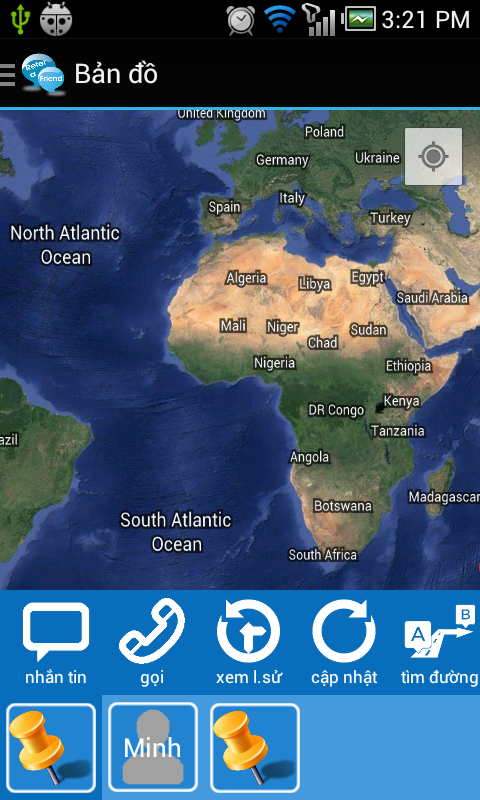 3:21 PM
Refer
a
Friend
Bản đồ
United Kingdom
Poland
Germany
Ukraine
Italy
Spain
Turkey
North Atlantic
Ocean
Algeria
Libya
Egypt
Saudi Arabia
Mali
Niger
Sudan
Chad
Nigeria
Ethiopia
Kenya
DR Congo
Tanzania
azil
Angola
Botswana
Madagascar
South Atlantic
Ocean
South Africa
A
B
nhắn tin
gọi
xem l.sử
cập nhật
tìm đường
Minh